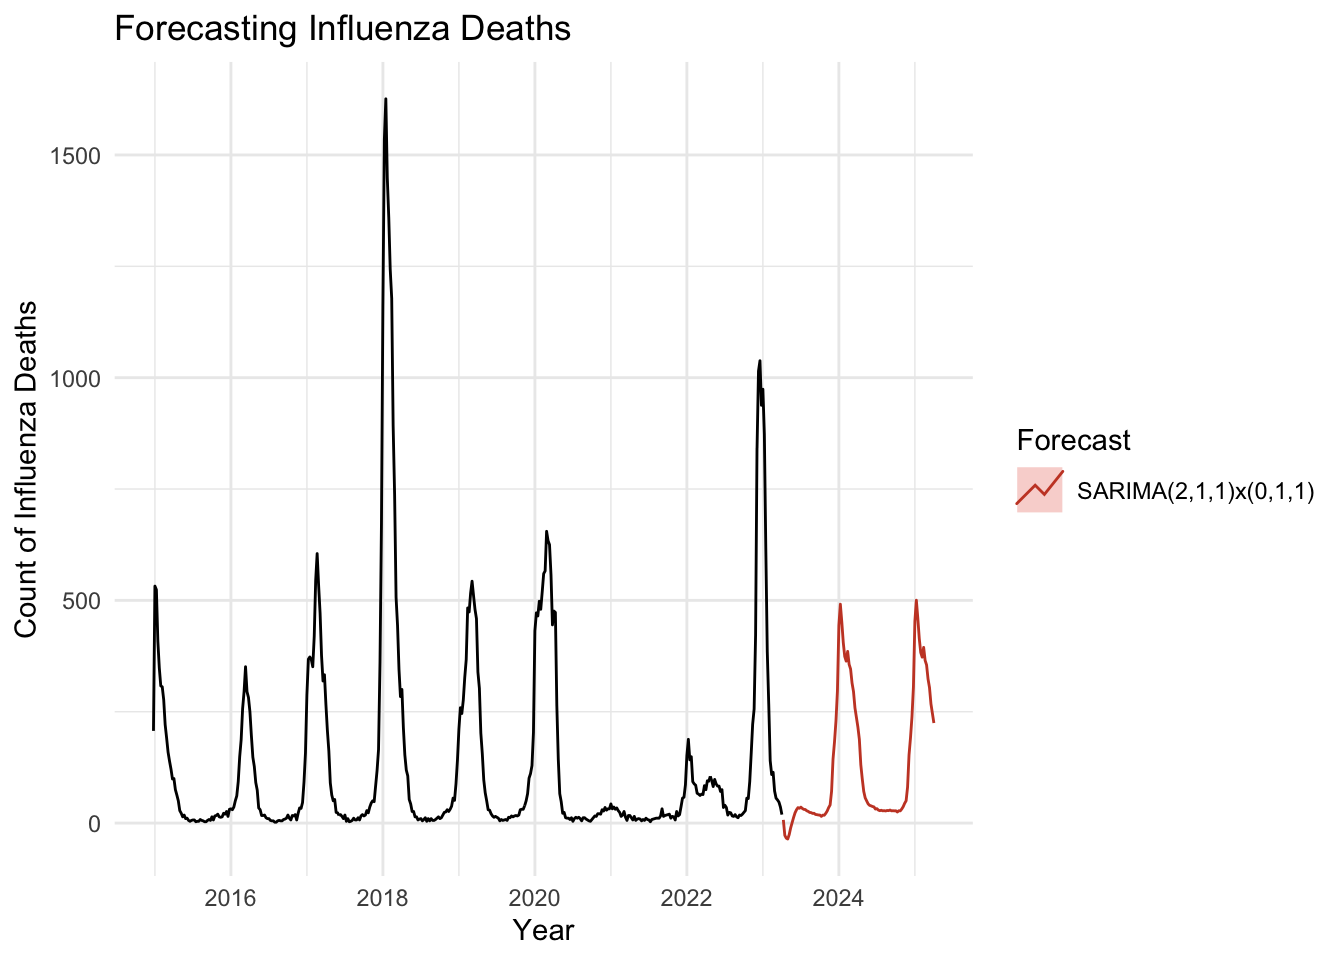 Forecasting Influenza Deaths
Count of Influenza Deaths
1500
1000
500
0
2016
2018
2020
2022
2024
Year
Forecast
SARIMA(2,1,1)x(0,1,1)